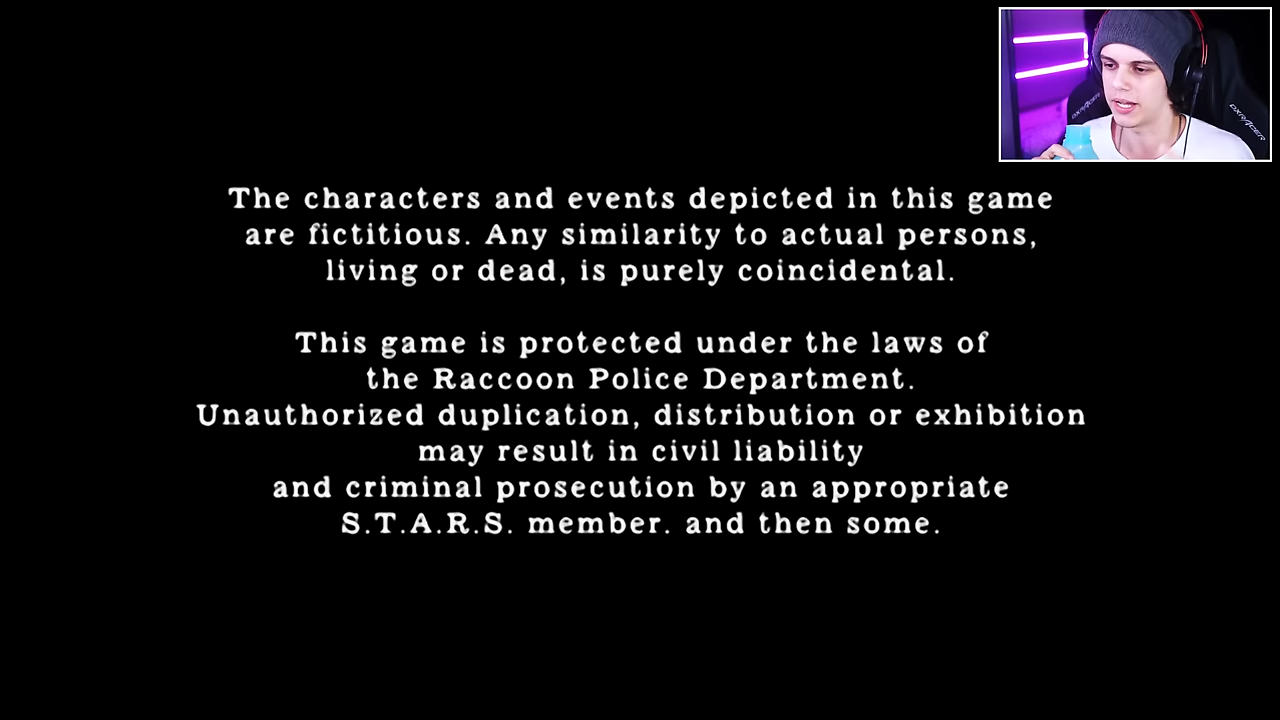 DXRACER
DXRACER
The characters and events depicted in this game
are fictitious. Any similarity to actual persons,
living or dead, is purely coincidental.
This game is protected under the laws of
the Raccoon Police Department.
Unauthorized duplication, distribution or exhibition
may result in civil liability
and criminal prosecution by an appropriate
S.T.A.R.S. member. and then some.